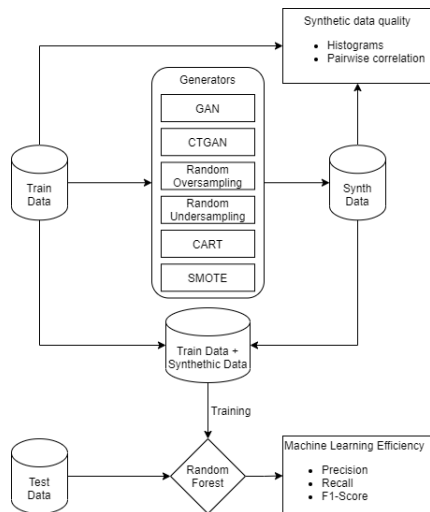 Synthetic data quality
• Histograms
• Pairwise correlation
Generators
GAN
CTGAN
Random
Oversampling
Random
Undersampling
CART
SMOTE
Train
Data
Synth
Data
Train Data +
Synthethic Data
Training
Test
Data
Random
Forest
Machine Learning Efficiency
• Precision
• Recall
• F1-Score